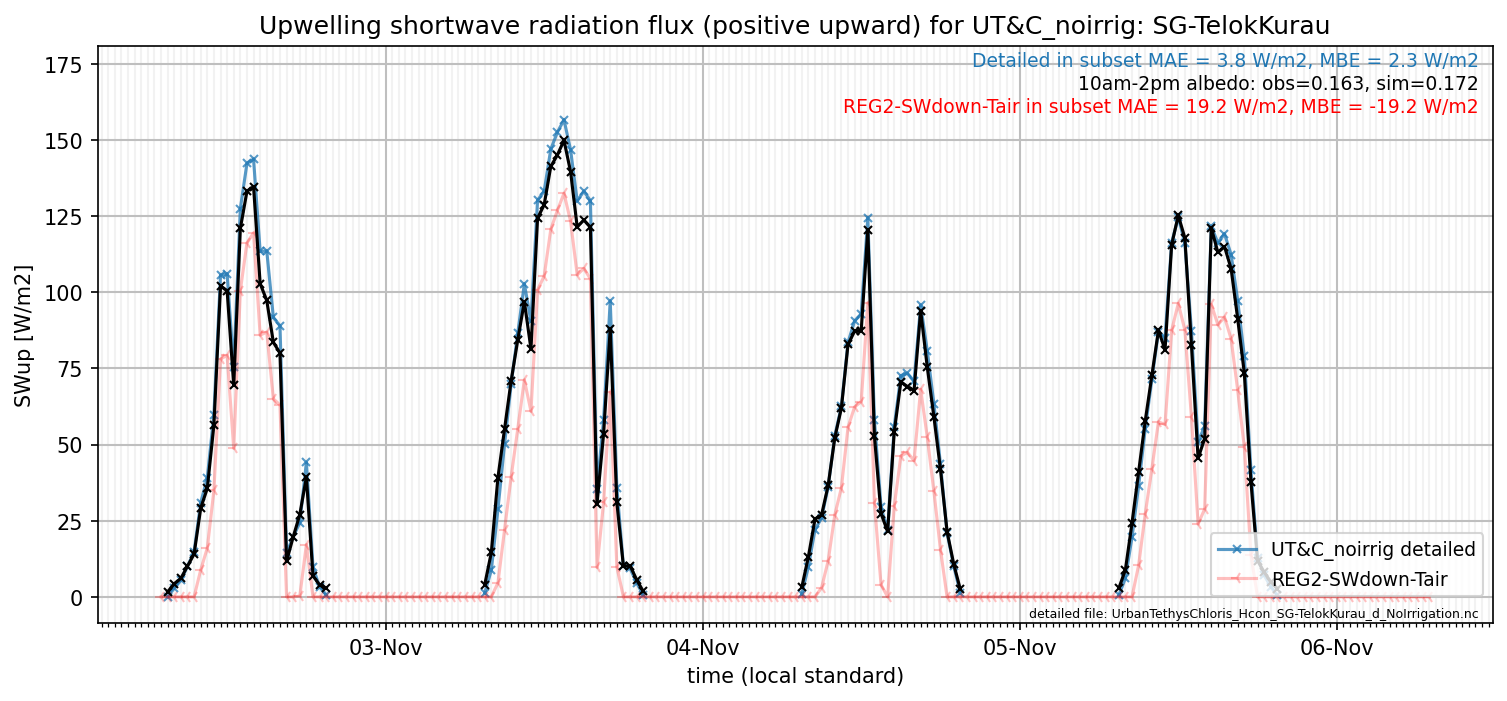 Upwelling shortwave radiation flux (positive upward) for UT&C_noirrig: SG-TelokKurau
Detailed in subset MAE = 3.8 W/m2, MBE = 2.3 W/m2
10am-2pm albedo: obs=0.163, sim=0.172
REG2-SWdown-Tair in subset MAE = 19.2 W/m2, MBE = -19.2 W/m2
SWup [W/m2]
175
150
125
100
75
50
25
0
UT&C_noirrig detailed
REG2-SWdown-Tair
detailed file: UrbanTethysChloris_Hcon_SG-TelokKurau_d_NoIrrigation.nc
03-Nov
04-Nov
05-Nov
06-Nov
time (local standard)